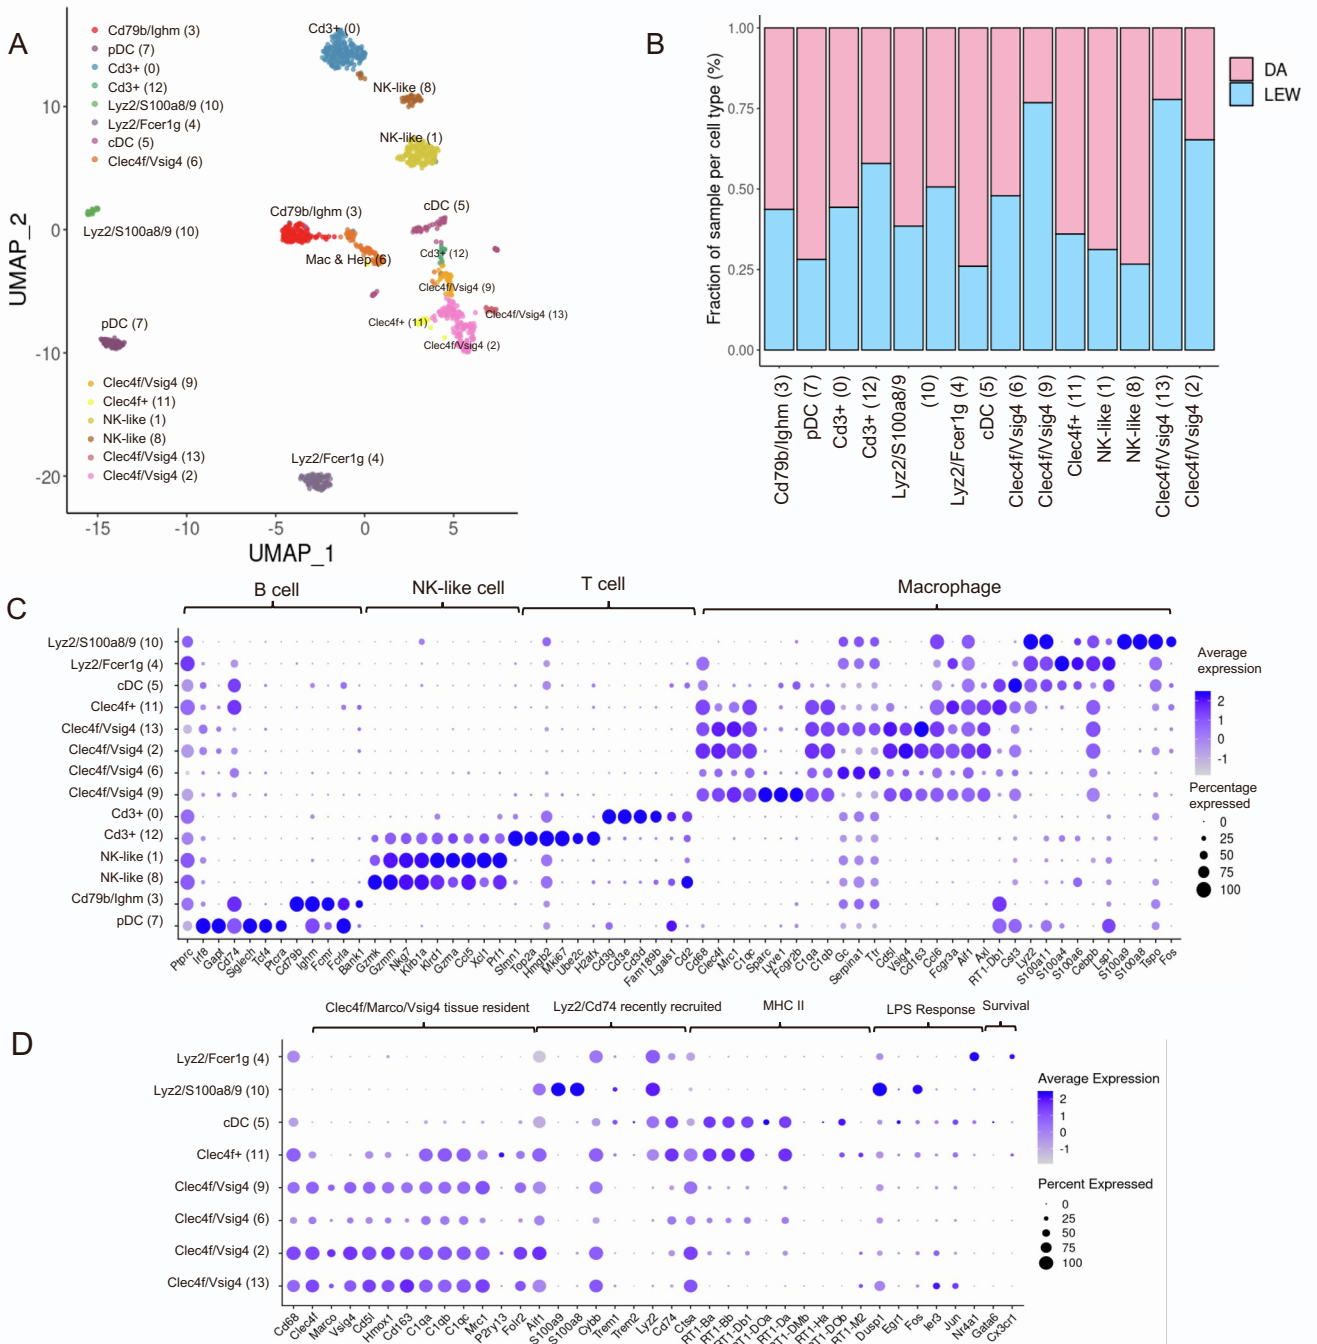 A
Cd79b/Ighm (3)
pDC (7)
Cd3+ (0)
Cd3+ (12)
Lyz2/S100a8/9 (10)
Lyz2/Fcer1g (4)
cDC (5)
Clec4f/Vsig4 (6)
Cd3+ (0)
NK-like (8)
NK-like (1)
cDC (5)
Cd79b/Ighm (3)
Lyz2/S100a8/9 (10)
Cd3+ (12)
Mac & Hep (6)
Clec4f/Vsig4 (9)
Clec4f/Vsig4 (13)
Clec4f+ (11)
pDC (7)
Clec4f/Vsig4 (2)
Clec4f/Vsig4 (9)
Clec4f+ (11)
NK-like (1)
NK-like (8)
Clec4f/Vsig4 (13)
Clec4f/Vsig4 (2)
Lyz2/Fcer1g (4)
10
0
-10
-20
UMAP_2
-15 -10 -5 0 5
UMAP_1
B
Fraction of sample per cell type (%)
1.00
0.75
0.50
0.25
0.00
DA
LEW
Cd79b/Ighm (3)
pDC (7)
Cd3+ (0)
Cd3+ (12)
Lyz2/S100a8/9
(10)
Lyz2/Fcer1g (4)
cDC (5)
Clec4f/Vsig4 (6)
Clec4f/Vsig4 (9)
Clec4f+ (11)
NK-like (1)
NK-like (8)
Clec4f/Vsig4 (13)
Clec4f/Vsig4 (2)
C
B cell NK-like cell T cell Macrophage
Lyz2/S100a8/9 (10)
Lyz2/Fcer1g (4)
cDC (5)
Clec4f+ (11)
Clec4f/Vsig4 (13)
Clec4f/Vsig4 (2)
Clec4f/Vsig4 (6)
Clec4f/Vsig4 (9)
Cd3+ (0)
Cd3+ (12)
NK-like (1)
NK-like (8)
Cd79b/Ighm (3)
pDC (7)
Average
expression
2
1
0
-1
Percentage
expressed
0
25
50
75
100
Ptprc Irf8 Gapt Cd74 Siglech Tcf4 Ptcra Cd79b Ighm Fcmr Fcrla Bank1 Gzmk Gzmm Nkg7 Klrb1a Klrd1 Gzma Ccl5 Xcl1 Prf1 Stmn1 Top2a Hmgb2 Mki67 Ube2c H2afx Cd3g Cd3e Cd3d Fam189b Lgals1 Cd2 Cd68 Clec4f Mrc1 C1qc Sparc Lyve1 Fcgr2b C1qa C1qb Gc Serpina1 Ttr Cd5l Vsig4 Cd163 Ccl6 Fcgr3a Aif1 Axl RT1-Db1 Cst3 Lyz2 S100a11 S100a4 S100a6 Cebpb Lsp1 S100a9 S100a8 Tspo Fos
D
Clec4f/Marco/Vsig4 tissue resident Lyz2/Cd74 recently recruited MHC II LPS Response Survival
Lyz2/Fcer1g (4)
Lyz2/S100a8/9 (10)
cDC (5)
Clec4f+ (11)
Clec4f/Vsig4 (9)
Clec4f/Vsig4 (6)
Clec4f/Vsig4 (2)
Clec4f/Vsig4 (13)
Average Expression
2
1
0
-1
Percent Expressed
0
25
50
75
100
Cd68 Clec4f Marco Vsig4 Cd5l Hmox1 Cd163 C1qa C1qb C1qc Mrc1 P2ry13 Folr2 Aif1 S100a9 S100a8 Cybb Trem1 Trem2 Lyz2 Cd74 Ctsa RT1-Ba RT1-Bb RT1-Db1 RT1-DOa RT1-Da RT1-DMb RT1-Ha RT1-DOb RT1-M2 Dusp1 Egr1 Fos Ier3 Jun Nr4a1 Gata6 Cx3cr1